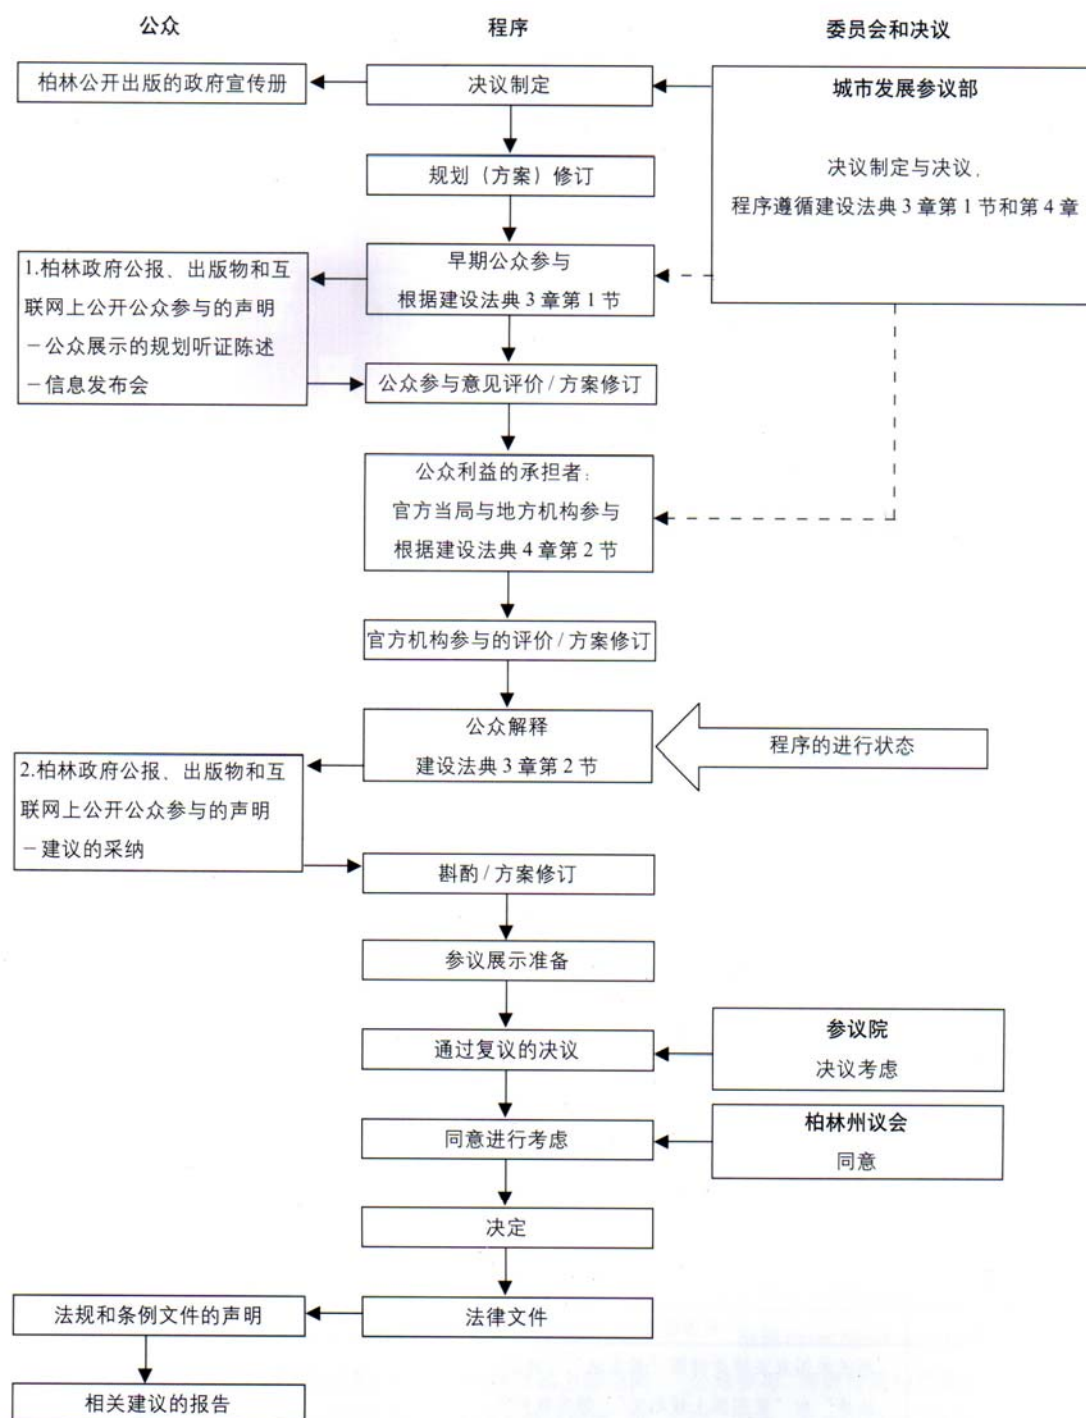 公众
程序
委员会和决议
柏林公开出版的政府宣传册
决议制定
城市发展参议部
决议制定与决议,
程序遵循建设法典3章第1节和第4章
规划（方案）修订
1.柏林政府公报、出版物和互
联网上公开公众参与的声明
－公众展示的规划听证陈述
－信息发布会
早期公众参与
根据建设法典3章第1节
公众参与意见评价/方案修订
公众利益的承担者:
官方当局与地方机构参与
根据建设法典4章第2节
官方机构参与的评价/方案修订
公众解释
建设法典3章第2节
程序的进行状态
2.柏林政府公报、出版物和互
联网上公开公众参与的声明
－建议的采纳
斟酌/方案修订
参议展示准备
通过复议的决议
参议院
决议考虑
同意进行考虑
柏林州议会
同意
决定
法规和条例文件的声明
法律文件
相关建议的报告